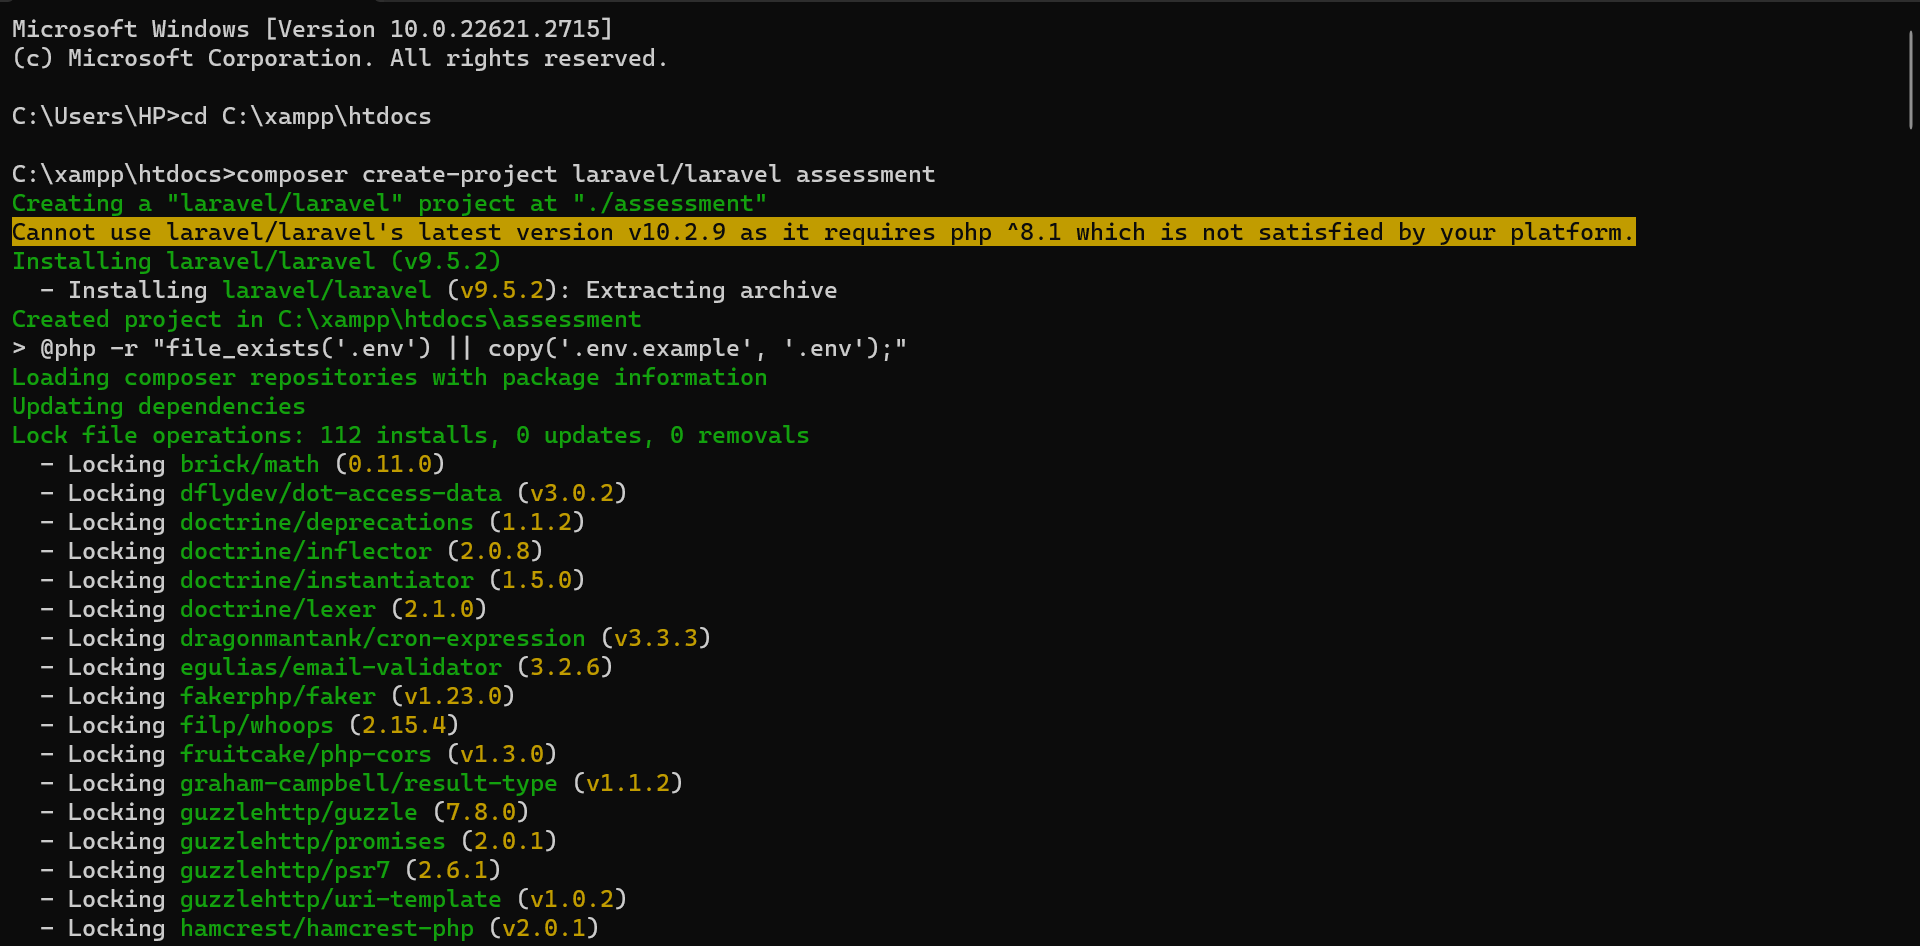 Microsoft Windows [Version 10.0.22621.2715]
(c) Microsoft Corporation. All rights reserved.
C:\Users\HP>cd C:\xampp\htdocs
C:\xampp\htdocs>composer create-project laravel/laravel assessment
Creating a "laravel/laravel" project at "./assessment"
Cannot use laravel/laravel's latest version v10.2.9 as it requires php ^8.1 which is not satisfied by your platform.
Installing laravel/laravel (v9.5.2)
  - Installing laravel/laravel (v9.5.2): Extracting archive
Created project in C:\xampp\htdocs\assessment
> @php -r "file_exists('.env') || copy('.env.example', '.env');"
Loading composer repositories with package information
Updating dependencies
Lock file operations: 112 installs, 0 updates, 0 removals
  - Locking brick/math (0.11.0)
  - Locking dflydev/dot-access-data (v3.0.2)
  - Locking doctrine/deprecations (1.1.2)
  - Locking doctrine/inflector (2.0.8)
  - Locking doctrine/instantiator (1.5.0)
  - Locking doctrine/lexer (2.1.0)
  - Locking dragonmantank/cron-expression (v3.3.3)
  - Locking egulias/email-validator (3.2.6)
  - Locking fakerphp/faker (v1.23.0)
  - Locking filp/whoops (2.15.4)
  - Locking fruitcake/php-cors (v1.3.0)
  - Locking graham-campbell/result-type (v1.1.2)
  - Locking guzzlehttp/guzzle (7.8.0)
  - Locking guzzlehttp/promises (2.0.1)
  - Locking guzzlehttp/psr7 (2.6.1)
  - Locking guzzlehttp/uri-template (v1.0.2)
  - Locking hamcrest/hamcrest-php (v2.0.1)